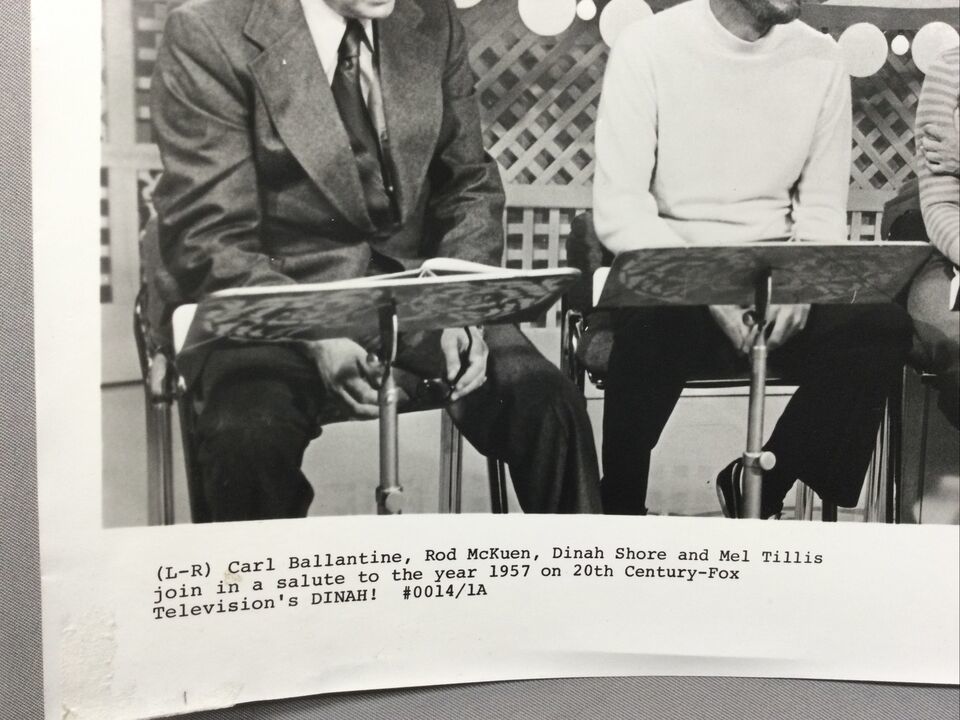 (L-R) Carl Ballantine, Rod McKuen, Dinah Shore and Mel Tillis
join in a salute to the year 1957 on 20th Century-Fox
Television's DINAH!  #0014/1A